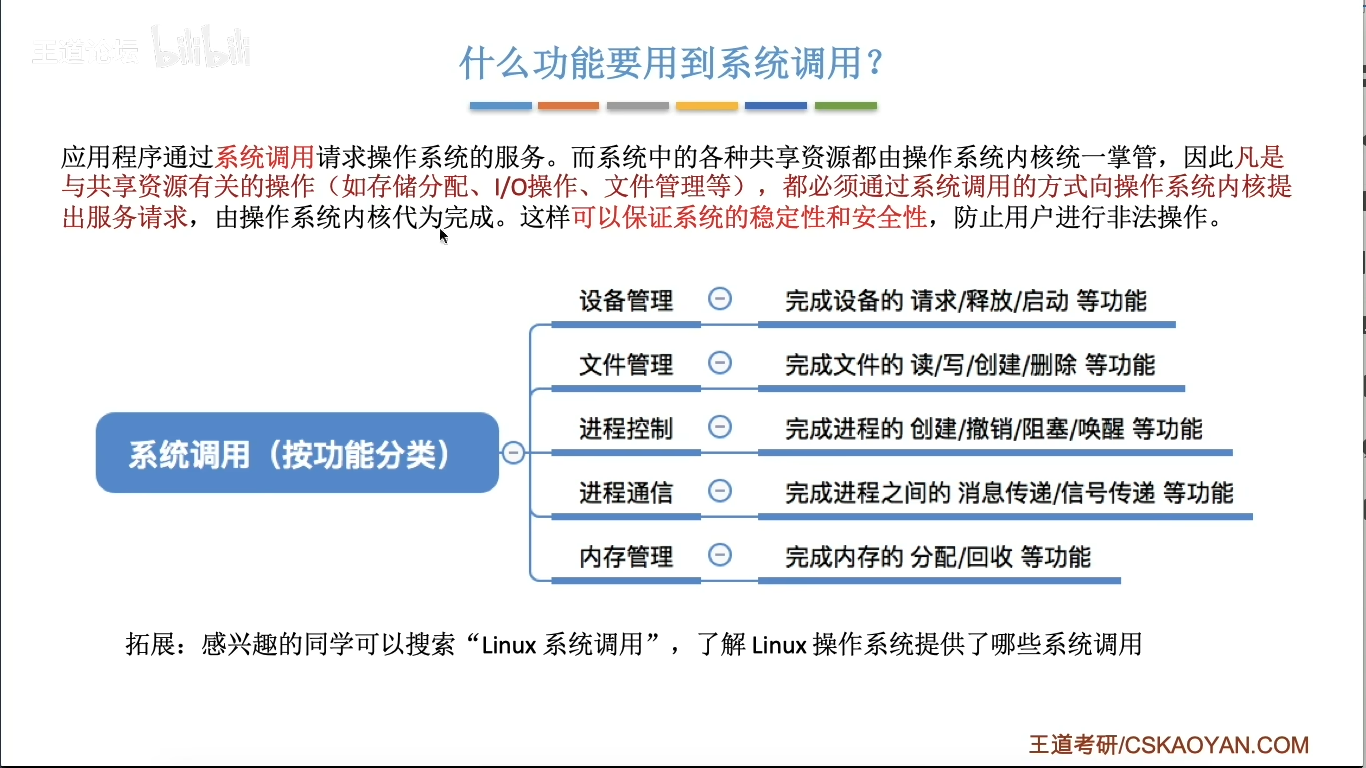 王道论坛 bilibili
什么功能要用到系统调用？
应用程序通过系统调用请求操作系统的服务。而系统中的各种共享资源都由操作系统内核统一掌管，因此凡是
与共享资源有关的操作（如存储分配、I/O操作、文件管理等），都必须通过系统调用的方式向操作系统内核提
出服务请求，由操作系统内核代为完成。这样可以保证系统的稳定性和安全性，防止用户进行非法操作。
系统调用（按功能分类）
设备管理 完成设备的 请求/释放/启动 等功能
文件管理 完成文件的 读/写/创建/删除 等功能
进程控制 完成进程的 创建/撤销/阻塞/唤醒 等功能
进程通信 完成进程之间的 消息传递/信号传递 等功能
内存管理 完成内存的 分配/回收 等功能
拓展：感兴趣的同学可以搜索“Linux 系统调用”，了解 Linux 操作系统提供了哪些系统调用
王道考研/CSKAOYAN.COM